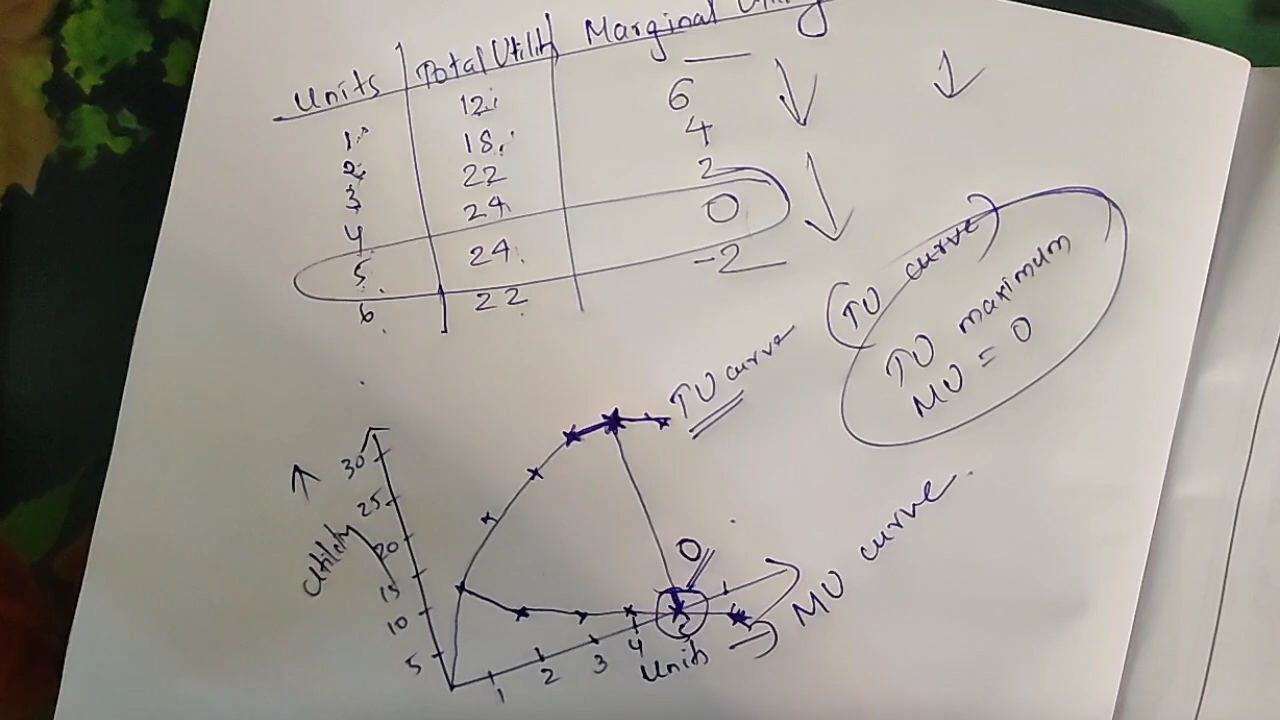 Units Total Utility Marginal
1 12 —
2 18 6
3 22 4
4 24 2
5 24 0
6 22 -2
(TU curve)
TU maximum
MU = 0
TU curve
30
25
20
15
10
5
Utility
0
1 2 3 4 5
Units
MU curve.